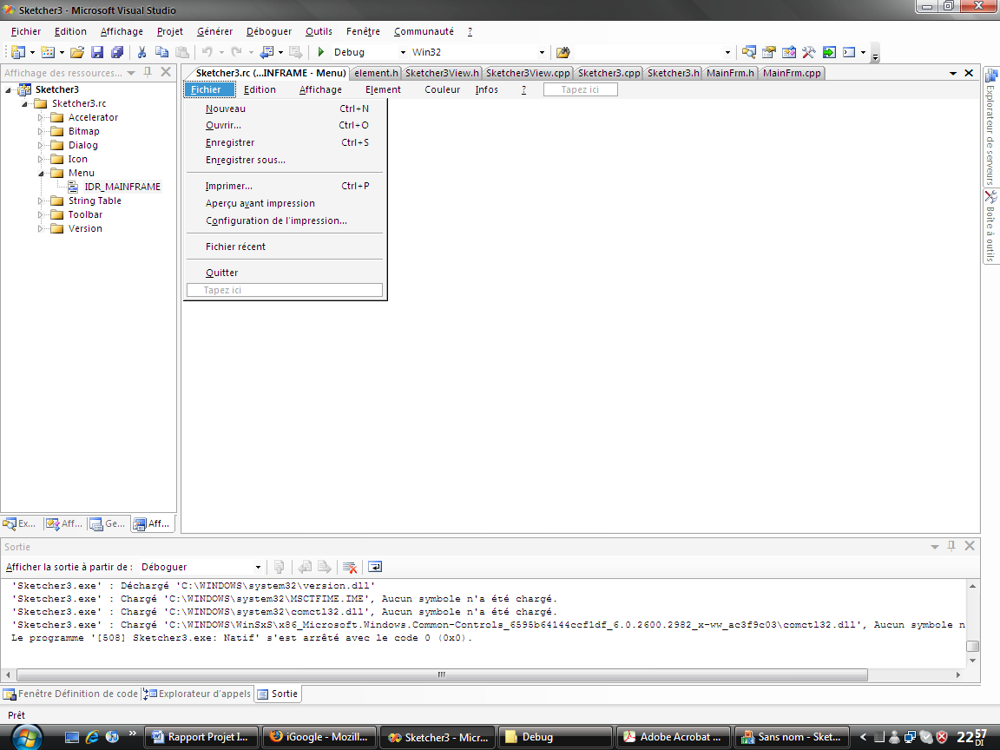 Sketcher3 - Microsoft Visual Studio
Fichier Edition Affichage Projet Générer Déboguer Outils Fenêtre Communauté ?
Debug Win32
Affichage des ressources...
Sketcher3.rc (...INFRAME - Menu) element.h Sketcher3View.h Sketcher3View.cpp Sketcher3.cpp Sketcher3.h MainFrm.h MainFrm.cpp
Sketcher3
Sketcher3.rc
Accelerator
Bitmap
Dialog
Icon
Menu
IDR_MAINFRAME
String Table
Toolbar
Version
Ex... Aff... Ge... Aff...
Fichier Edition Affichage Element Couleur Infos ? Tapez ici
Nouveau Ctrl+N
Ouvrir... Ctrl+O
Enregistrer Ctrl+S
Enregistrer sous...
Imprimer... Ctrl+P
Aperçu avant impression
Configuration de l'impression...
Fichier récent
Quitter
Tapez ici
Explorateur de serveurs
Boîte à outils
Sortie
Afficher la sortie à partir de : Déboguer
'Sketcher3.exe' : Déchargé 'C:\WINDOWS\system32\version.dll'
'Sketcher3.exe' : Chargé 'C:\WINDOWS\system32\MSCTFIME.IME', Aucun symbole n'a été chargé.
'Sketcher3.exe' : Chargé 'C:\WINDOWS\system32\comctl32.dll', Aucun symbole n'a été chargé.
'Sketcher3.exe' : Chargé 'C:\WINDOWS\WinSxS\x86_Microsoft.Windows.Common-Controls_6595b64144ccf1df_6.0.2600.2982_x-ww_ac3f9c03\comctl32.dll', Aucun symbole n
Le programme '[508] Sketcher3.exe: Natif' s'est arrêté avec le code 0 (0x0).
Fenêtre Définition de code Explorateur d'appels Sortie
Prêt
Rapport Projet I... iGoogle - Mozill... Sketcher3 - Micr... Debug Adobe Acrobat ... Sans nom - Sket... 22 57 DI